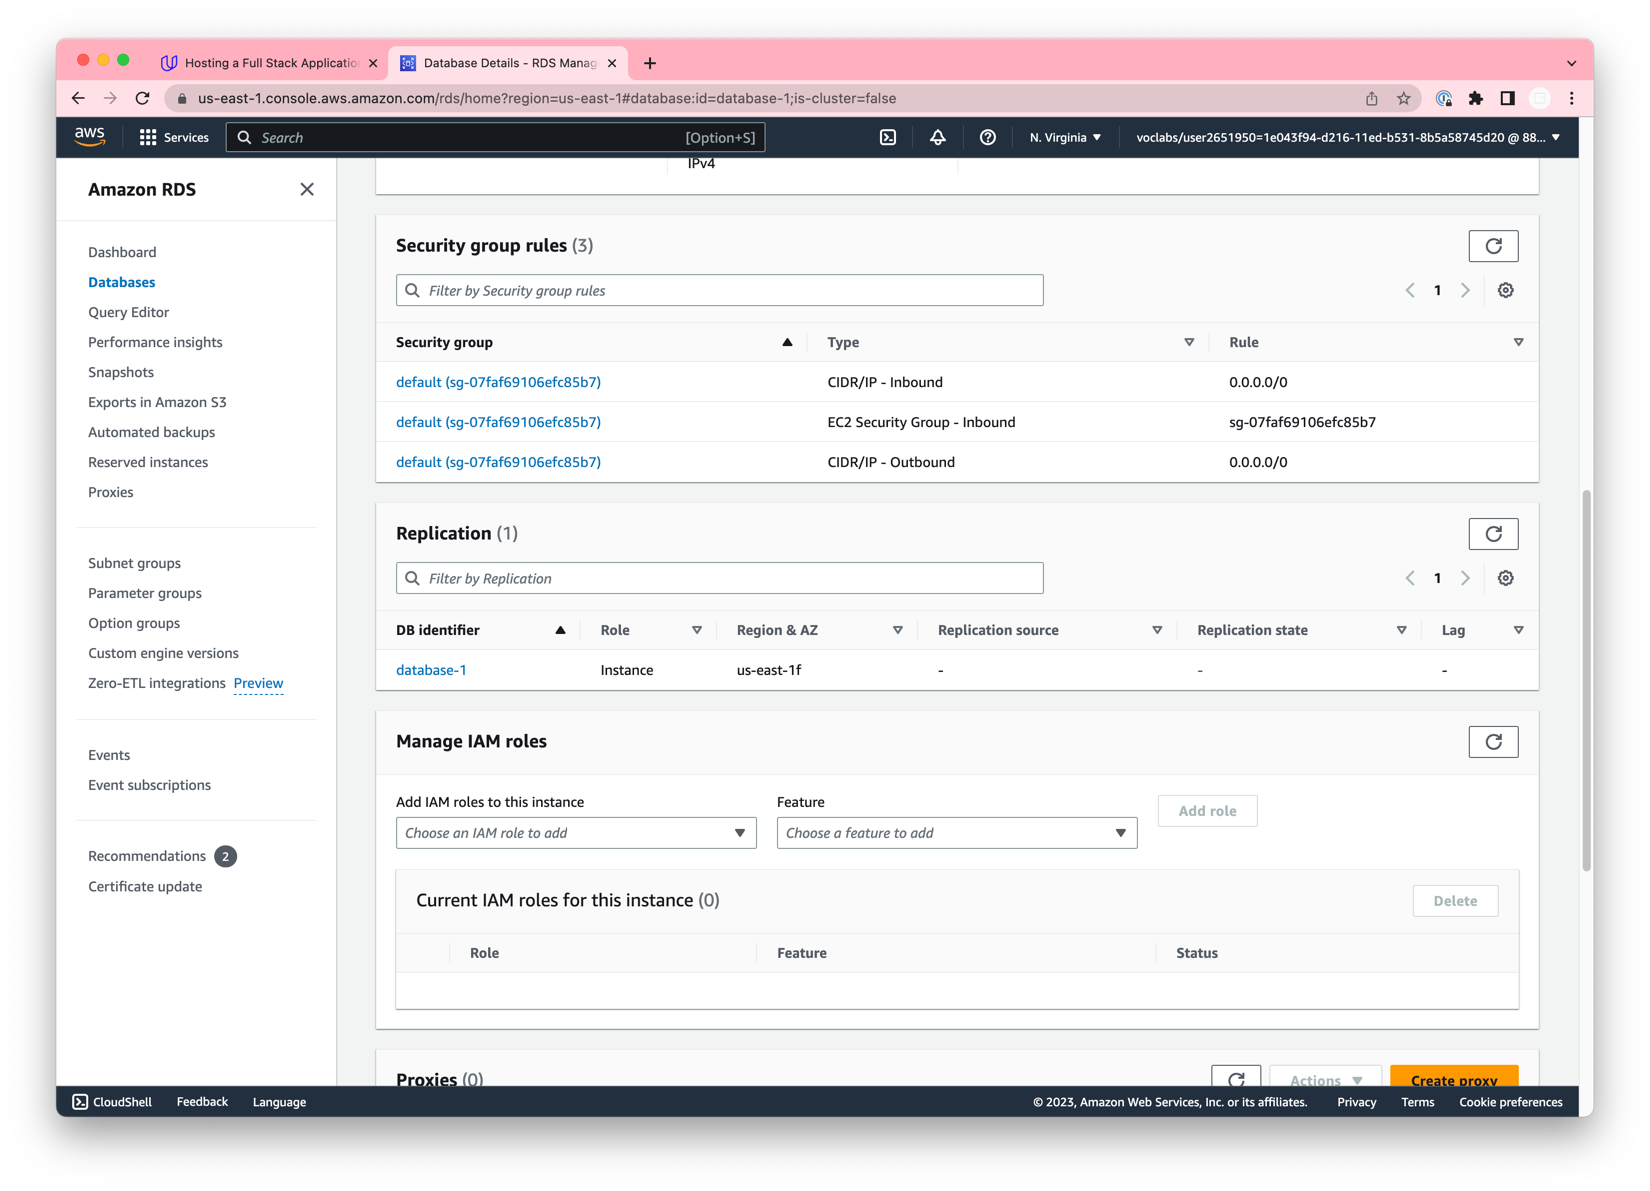 Hosting a Full Stack Applicatio
Database Details - RDS Manag
us-east-1.console.aws.amazon.com/rds/home?region=us-east-1#database:id=database-1;is-cluster=false
aws
Services
Search
[Option+S]
N. Virginia
voclabs/user2651950=1e043f94-d216-11ed-b531-8b5a58745d20 @ 88...
Amazon RDS
Dashboard
Databases
Query Editor
Performance insights
Snapshots
Exports in Amazon S3
Automated backups
Reserved instances
Proxies
Subnet groups
Parameter groups
Option groups
Custom engine versions
Zero-ETL integrations Preview
Events
Event subscriptions
Recommendations 2
Certificate update
IPv4
Security group rules (3)
Filter by Security group rules
1
Security group Type Rule
default (sg-07faf69106efc85b7) CIDR/IP - Inbound 0.0.0.0/0
default (sg-07faf69106efc85b7) EC2 Security Group - Inbound sg-07faf69106efc85b7
default (sg-07faf69106efc85b7) CIDR/IP - Outbound 0.0.0.0/0
Replication (1)
Filter by Replication
1
DB identifier Role Region & AZ Replication source Replication state Lag
database-1 Instance us-east-1f - - -
Manage IAM roles
Add IAM roles to this instance Feature
Choose an IAM role to add Choose a feature to add Add role
Current IAM roles for this instance (0) Delete
Role Feature Status
Proxies (0) Actions Create proxy
CloudShell Feedback Language © 2023, Amazon Web Services, Inc. or its affiliates. Privacy Terms Cookie preferences